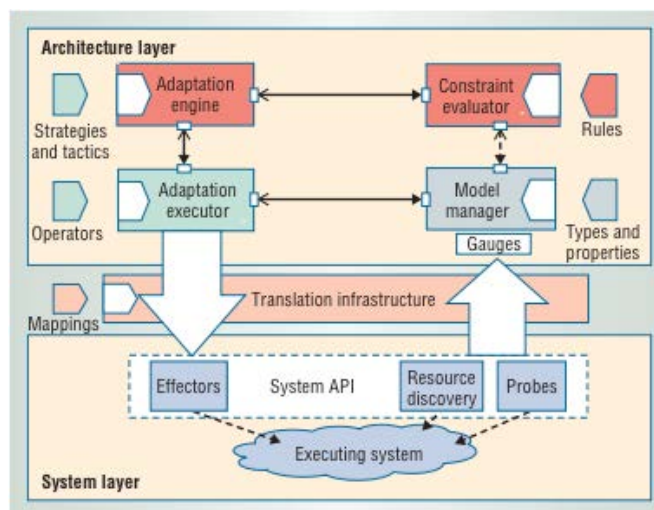 Architecture layer
Adaptation
engine
Constraint
evaluator
Strategies
and tactics
Rules
Adaptation
executor
Model
manager
Operators
Gauges
Types and
properties
Translation infrastructure
Mappings
Effectors
System API
Resource
discovery
Probes
Executing system
System layer